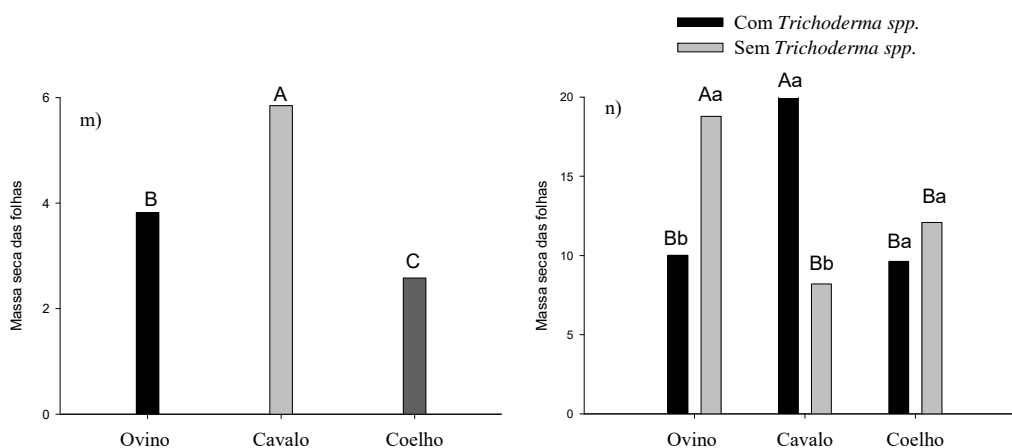 Com Trichoderma spp.
Sem Trichoderma spp.
m)
Massa seca das folhas
6
4
2
0
B
A
C
Ovino
Cavalo
Coelho
n)
Massa seca das folhas
20
15
10
5
0
Bb
Aa
Aa
Bb
Ba
Ba
Ovino
Cavalo
Coelho